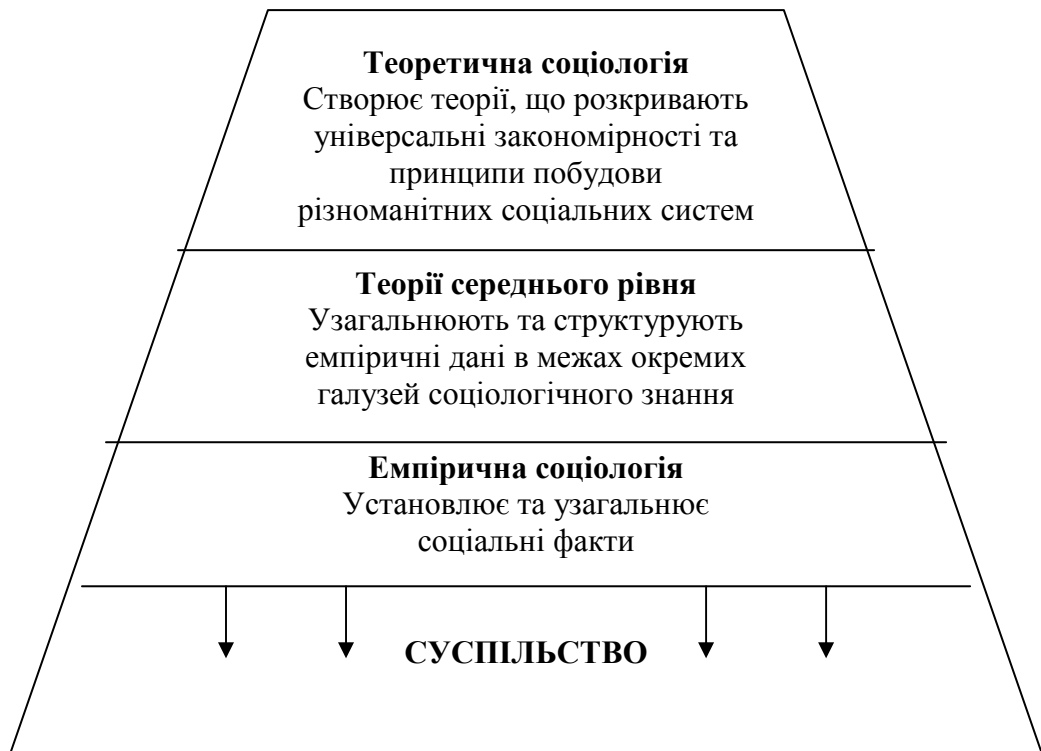 Теоретична соціологія
Створює теорії, що розкривають
універсальні закономірності та
принципи побудови
різноманітних соціальних систем
Теорії середнього рівня
Узагальнюють та структурують
емпіричні дані в межах окремих
галузей соціологічного знання
Емпірична соціологія
Установлює та узагальнює
соціальні факти
СУСПІЛЬСТВО